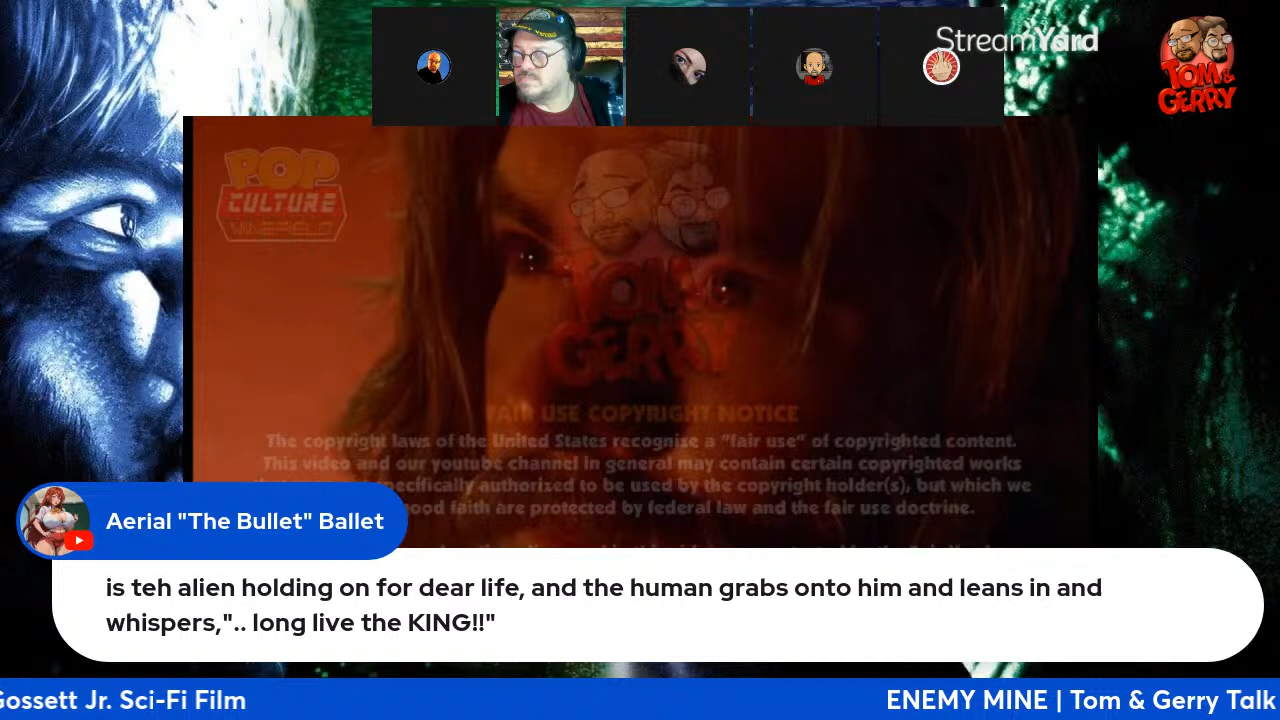 StreamYard
TOM &
GERRY
POP
CULTURE
MINEFIELD
TOM
GERRY
FAIR USE COPYRIGHT NOTICE
The copyright laws of the United States recognize a "fair use" of copyrighted content.
This video and our youtube channel in general may contain certain copyrighted works
specifically authorized to be used by the copyright holder(s), but which we
good faith are protected by federal law and the fair use doctrine.
Aerial "The Bullet" Ballet
is teh alien holding on for dear life, and the human grabs onto him and leans in and
whispers,".. long live the KING!!"
Gossett Jr. Sci-Fi Film
ENEMY MINE | Tom & Gerry Talk